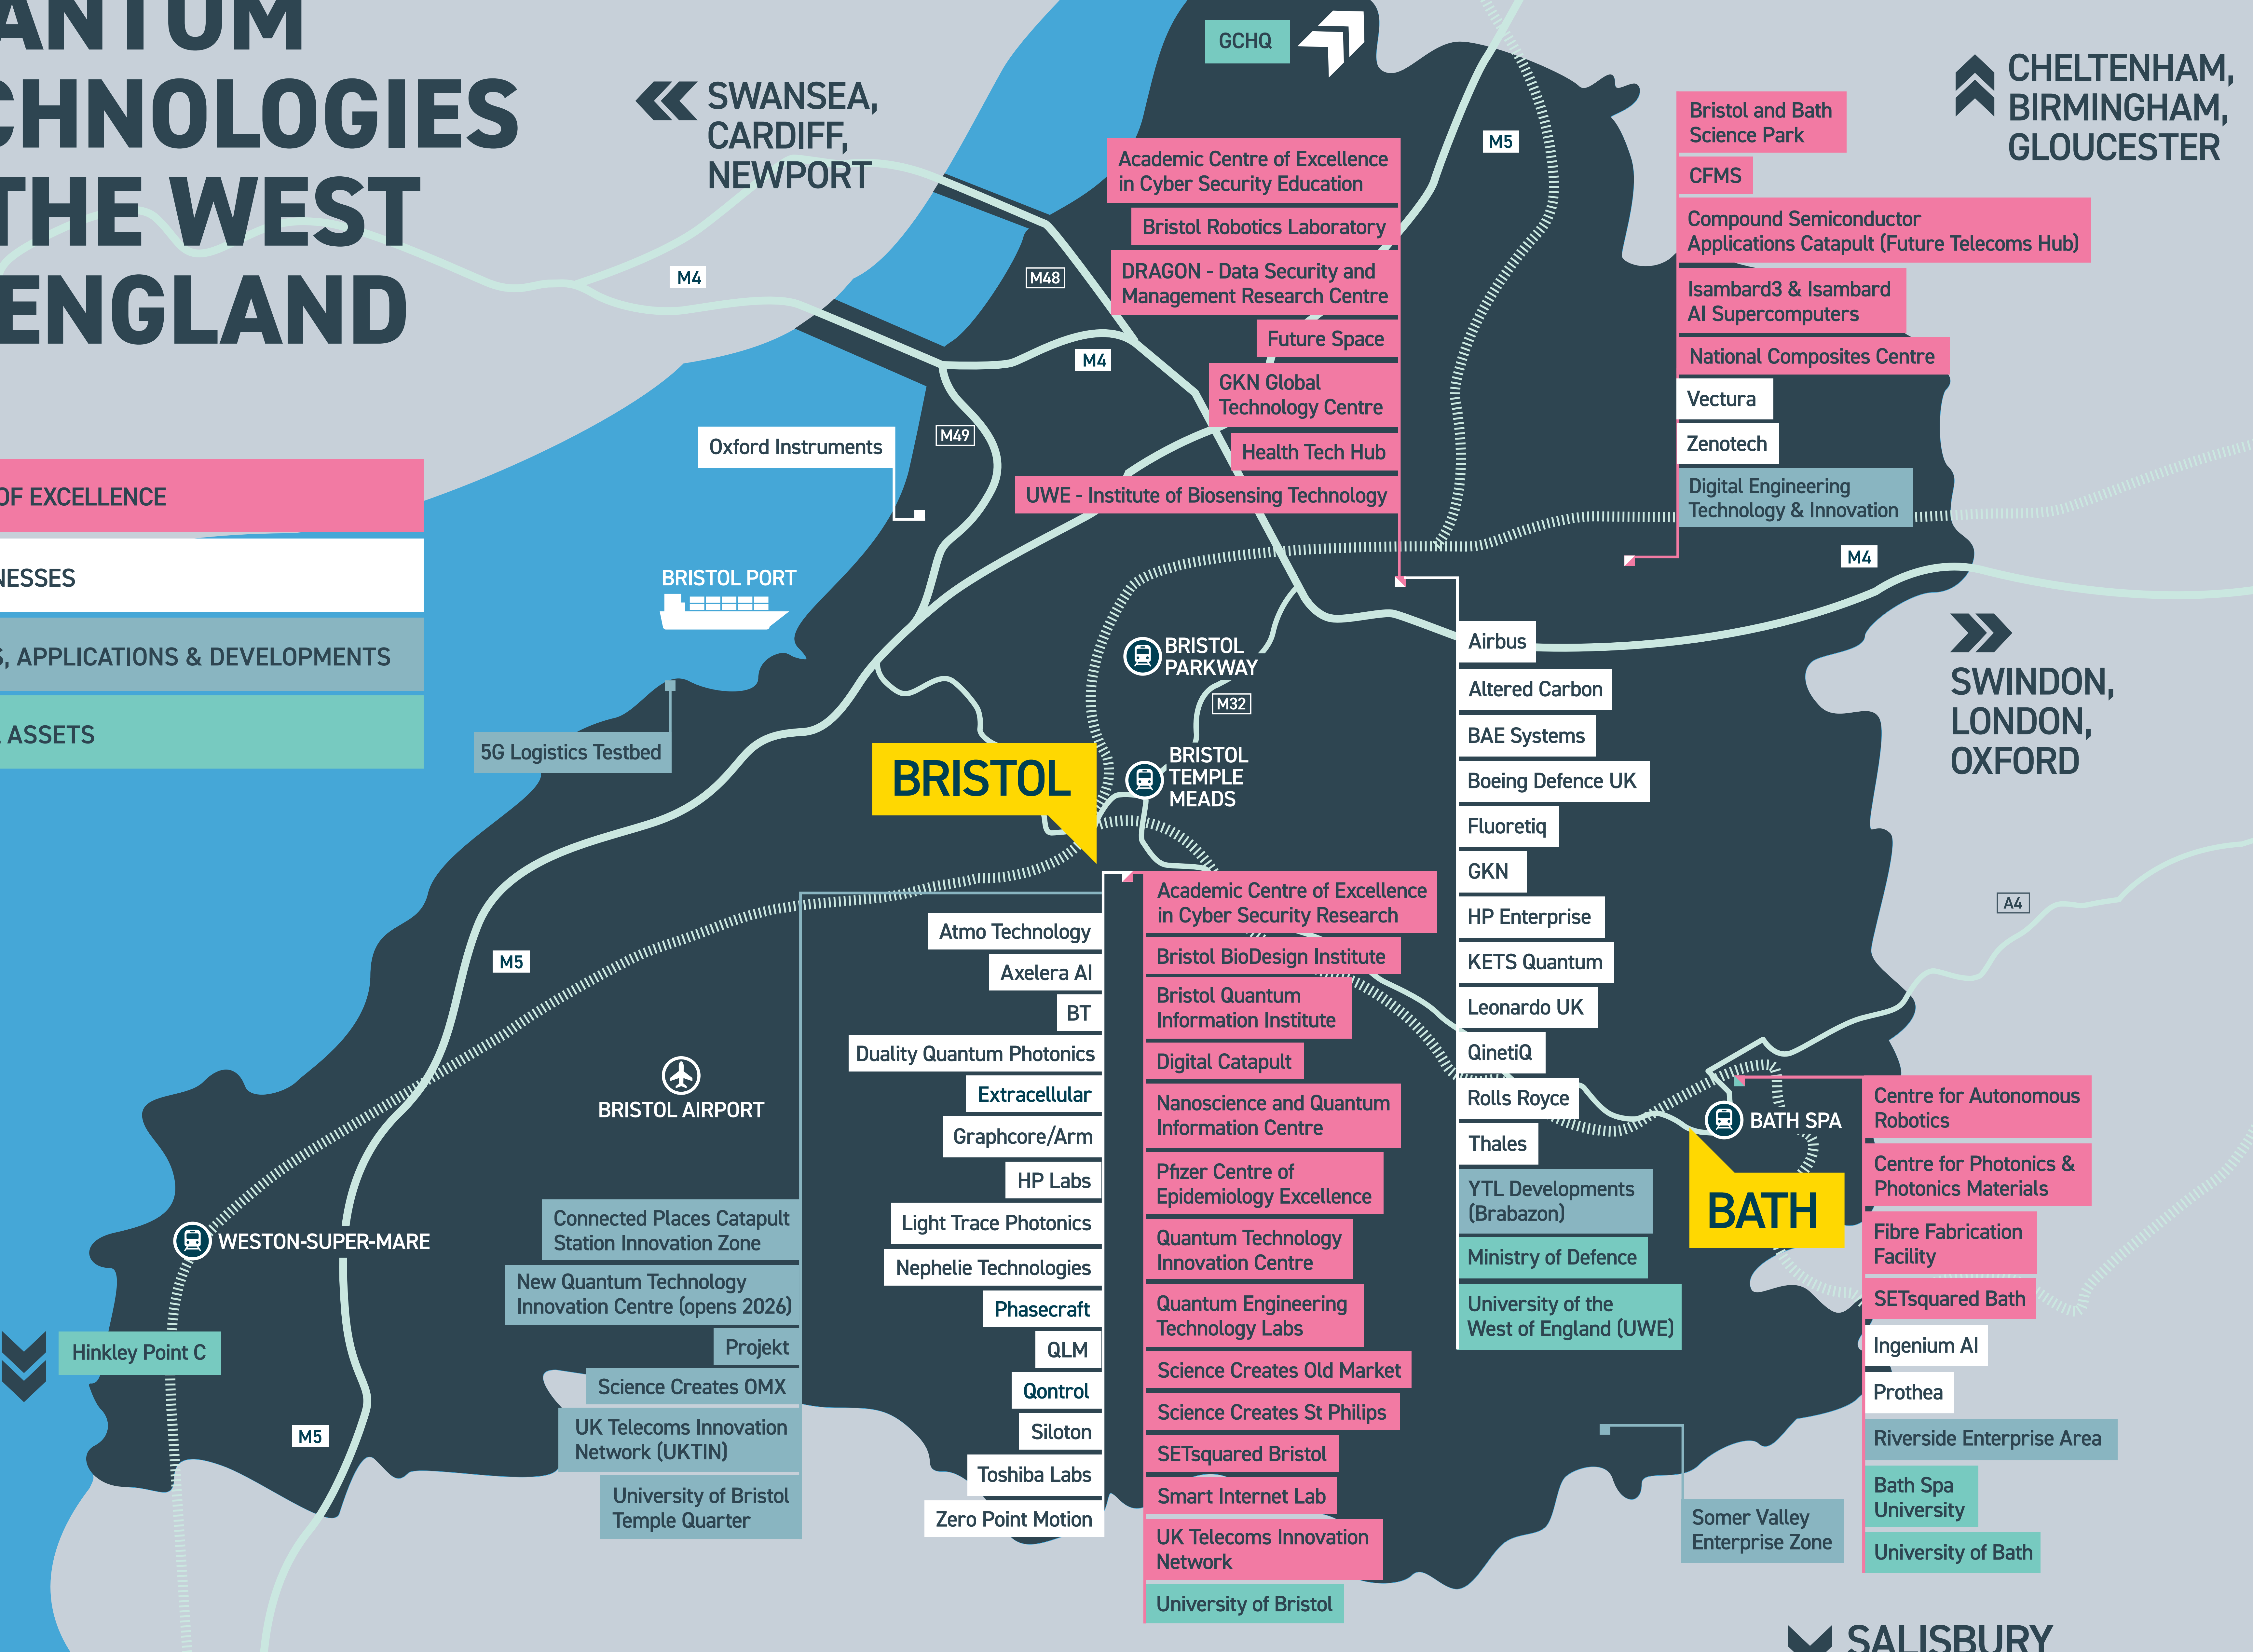 ANTUM
CHNOLOGIES
THE WEST
ENGLAND
OF EXCELLENCE
NESSES
S, APPLICATIONS & DEVELOPMENTS
L ASSETS
SWANSEA,
CARDIFF,
NEWPORT
GCHQ
CHELTENHAM,
BIRMINGHAM,
GLOUCESTER
M5
M4
M48
M4
M49
Academic Centre of Excellence
in Cyber Security Education
Bristol Robotics Laboratory
DRAGON - Data Security and
Management Research Centre
Future Space
GKN Global
Technology Centre
Health Tech Hub
UWE - Institute of Biosensing Technology
Bristol and Bath
Science Park
CFMS
Compound Semiconductor
Applications Catapult (Future Telecoms Hub)
Isambard3 & Isambard
AI Supercomputers
National Composites Centre
Vectura
Zenotech
Digital Engineering
Technology & Innovation
M4
Oxford Instruments
BRISTOL PORT
5G Logistics Testbed
BRISTOL
PARKWAY
M32
BRISTOL
TEMPLE
MEADS
BRISTOL
SWINDON,
LONDON,
OXFORD
A4
Airbus
Altered Carbon
BAE Systems
Boeing Defence UK
Fluoretiq
GKN
HP Enterprise
KETS Quantum
Leonardo UK
QinetiQ
Rolls Royce
Thales
YTL Developments
(Brabazon)
Ministry of Defence
University of the
West of England (UWE)
M5
BRISTOL AIRPORT
WESTON-SUPER-MARE
Hinkley Point C
M5
Connected Places Catapult
Station Innovation Zone
New Quantum Technology
Innovation Centre (opens 2026)
Projekt
Science Creates OMX
UK Telecoms Innovation
Network (UKTIN)
University of Bristol
Temple Quarter
Atmo Technology
Axelera AI
BT
Duality Quantum Photonics
Extracellular
Graphcore/Arm
HP Labs
Light Trace Photonics
Nephelie Technologies
Phasecraft
QLM
Qontrol
Siloton
Toshiba Labs
Zero Point Motion
Academic Centre of Excellence
in Cyber Security Research
Bristol BioDesign Institute
Bristol Quantum
Information Institute
Digital Catapult
Nanoscience and Quantum
Information Centre
Pfizer Centre of
Epidemiology Excellence
Quantum Technology
Innovation Centre
Quantum Engineering
Technology Labs
Science Creates Old Market
Science Creates St Philips
SETsquared Bristol
Smart Internet Lab
UK Telecoms Innovation
Network
University of Bristol
BATH SPA
BATH
Centre for Autonomous
Robotics
Centre for Photonics &
Photonics Materials
Fibre Fabrication
Facility
SETsquared Bath
Ingenium AI
Prothea
Riverside Enterprise Area
Bath Spa
University
University of Bath
Somer Valley
Enterprise Zone
SALISBURY